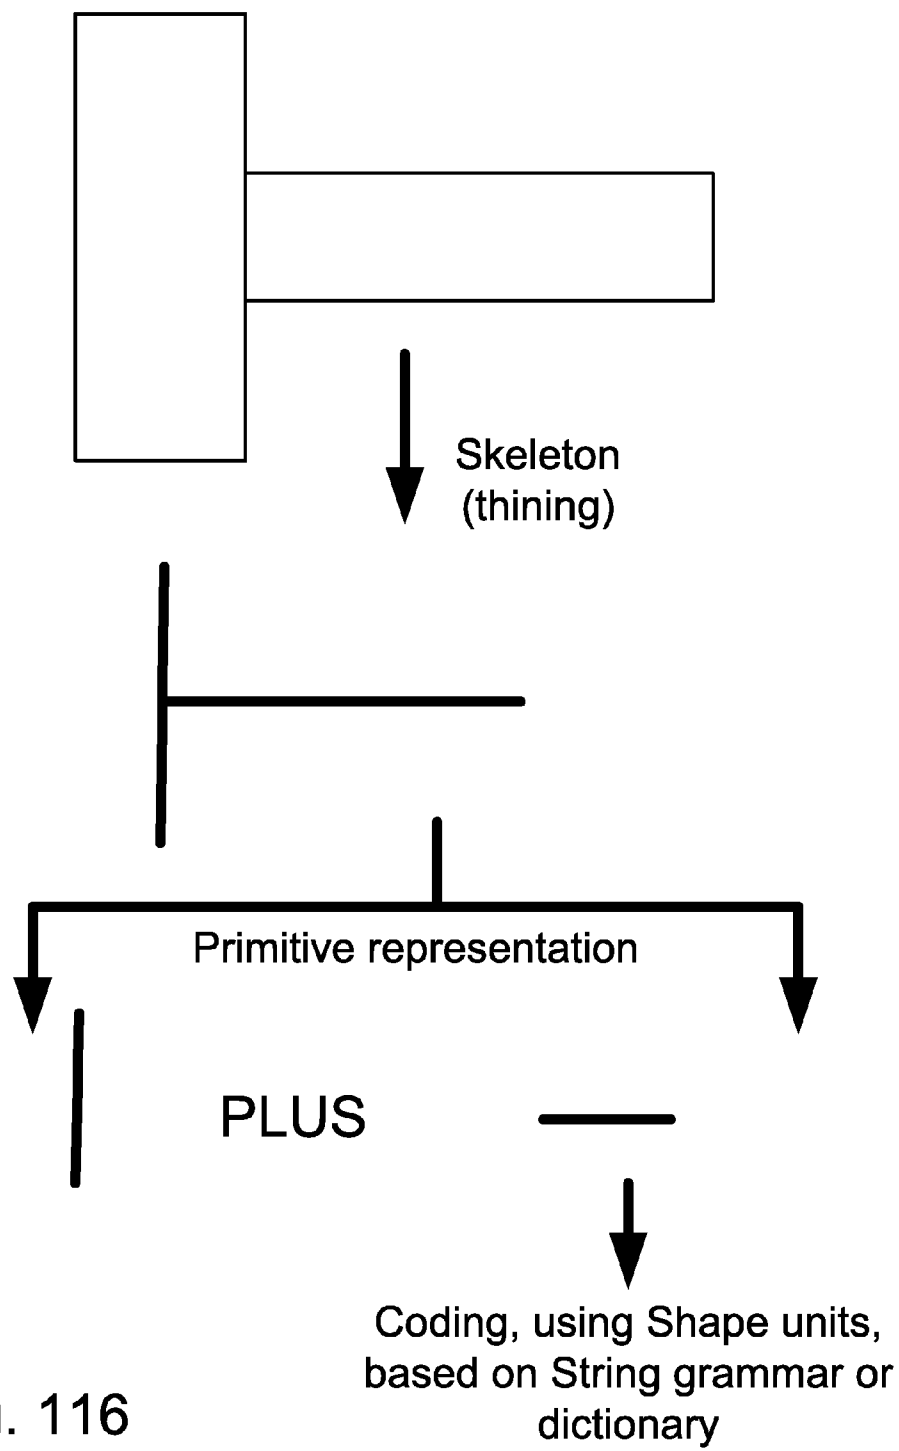 Skeleton
(thining)
Primitive representation
PLUS
Coding, using Shape units,
based on String grammar or
dictionary
. 116